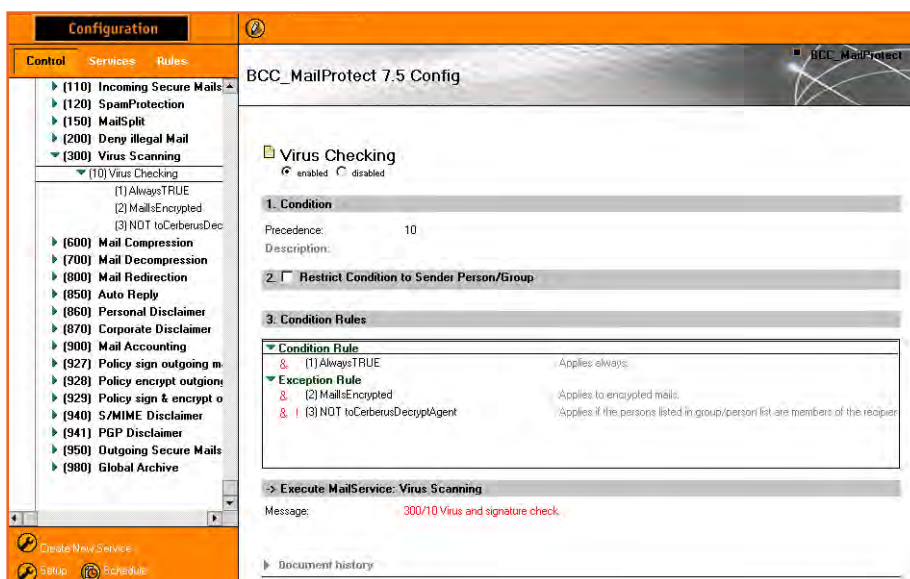 Configuration
Control Services Rules
(110) Incoming Secure Mails
(120) SpamProtection
(150) MailSplit
(200) Deny illegal Mail
(300) Virus Scanning
(10) Virus Checking
(1) AlwaysTRUE
(2) MailIsEncrypted
(3) NOT toCerberusDec
(600) Mail Compression
(700) Mail Decompression
(800) Mail Redirection
(850) Auto Reply
(860) Personal Disclaimer
(870) Corporate Disclaimer
(900) Mail Accounting
(927) Policy sign outgoing m
(928) Policy encrypt outgiong
(929) Policy sign & encrypt o
(940) S/MIME Disclaimer
(941) PGP Disclaimer
(950) Outgoing Secure Mails
(980) Global Archive
Create New Service
Setup Schedule
BCC_MailProtect
BCC_MailProtect 7.5 Config
Virus Checking
enabled disabled
1. Condition
Precedence: 10
Description:
2. Restrict Condition to Sender Person/Group
3. Condition Rules
Condition Rule
& (1) AlwaysTRUE Applies always.
Exception Rule
& (2) MailIsEncrypted Applies to encrypted mails.
& ! (3) NOT toCerberusDecryptAgent Applies if the persons listed in group/person list are members of the recipier
-> Execute MailService: Virus Scanning
Message: 300/10 Virus and signature check.
Document history